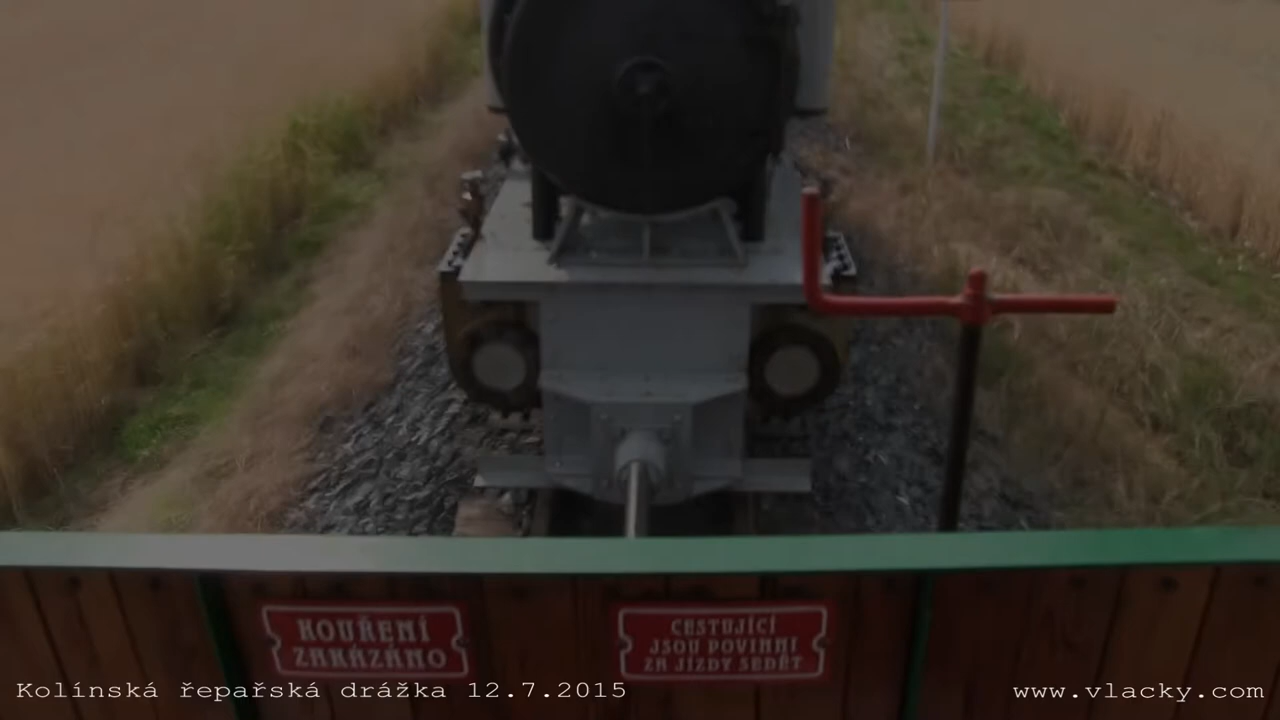 KOUŘENÍ
ZAKÁZÁNO
CESTUJÍCÍ
JSOU POVINNI
ZA JÍZDY SEDĚT
Kolínská řepařská drážka 12.7.2015
www.vlacky.com